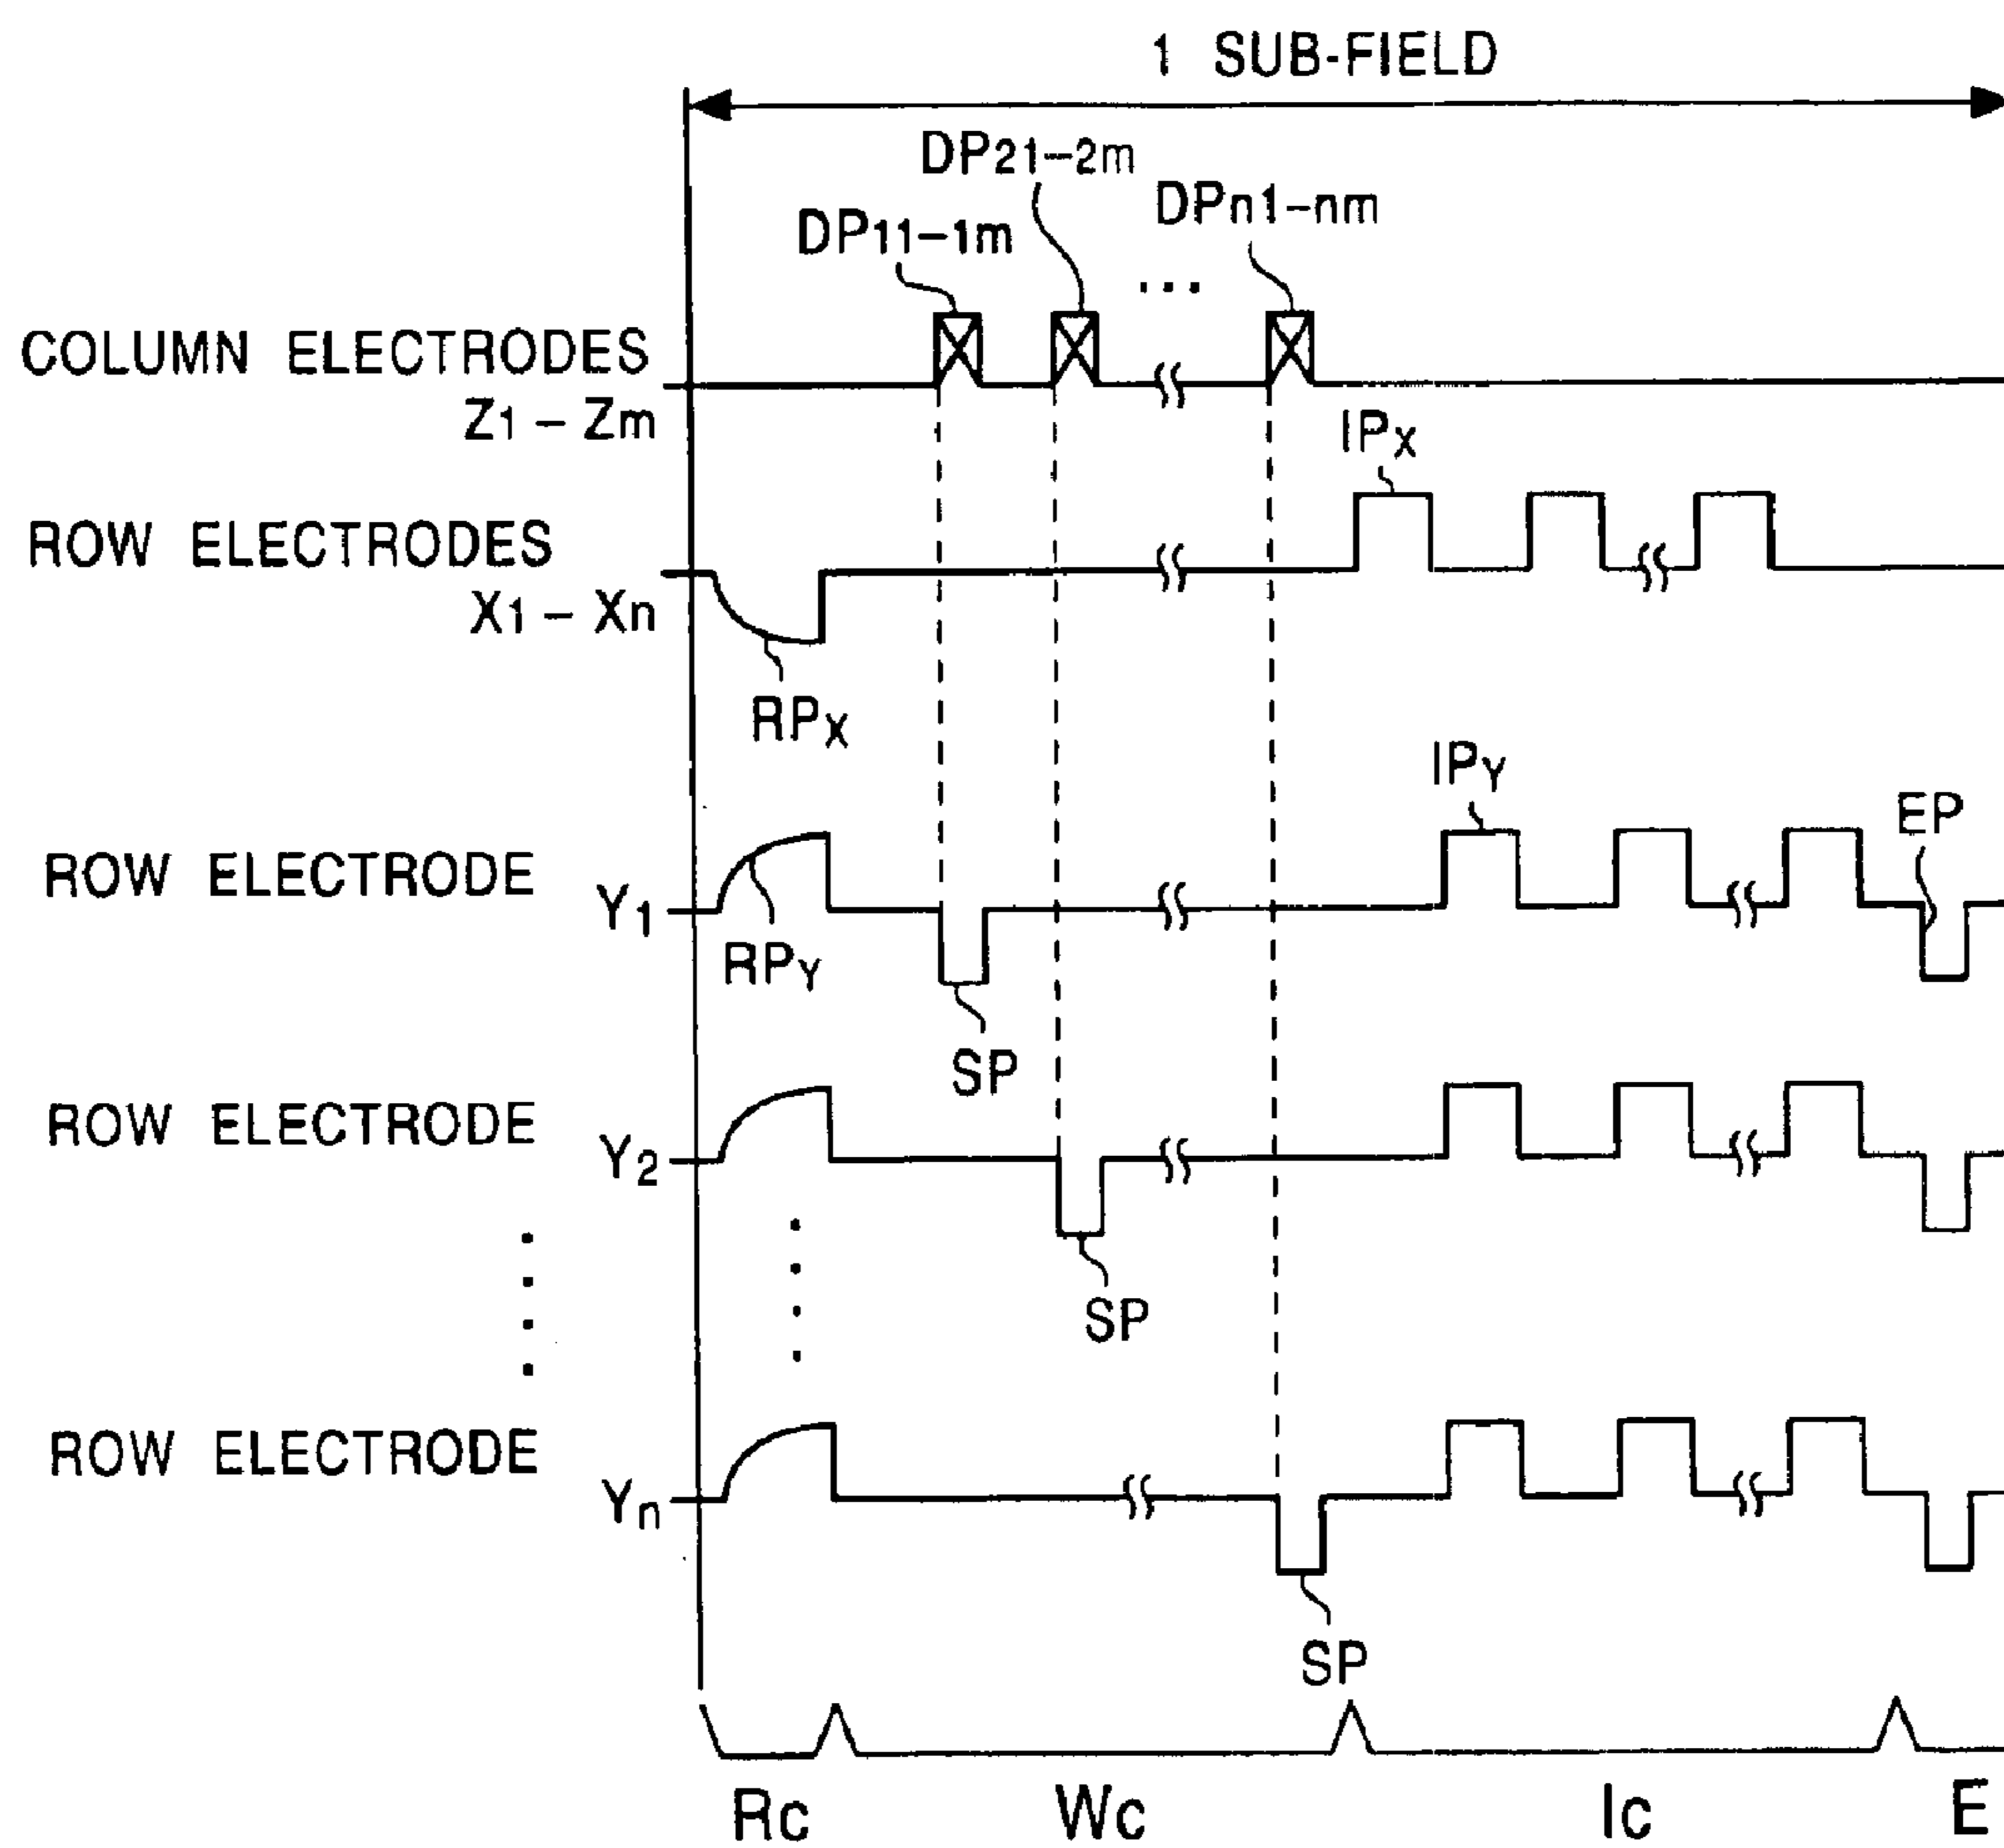 1 SUB-FIELD
DP21-2m
DPn1-nm
DP11-1m
...
COLUMN ELECTRODES
Z1 - Zm
IPX
ROW ELECTRODES
X1 - Xn
RPX
IPY
EP
ROW ELECTRODE
Y1
RPY
SP
ROW ELECTRODE
Y2
SP
ROW ELECTRODE
Yn
SP
Rc Wc Ic E